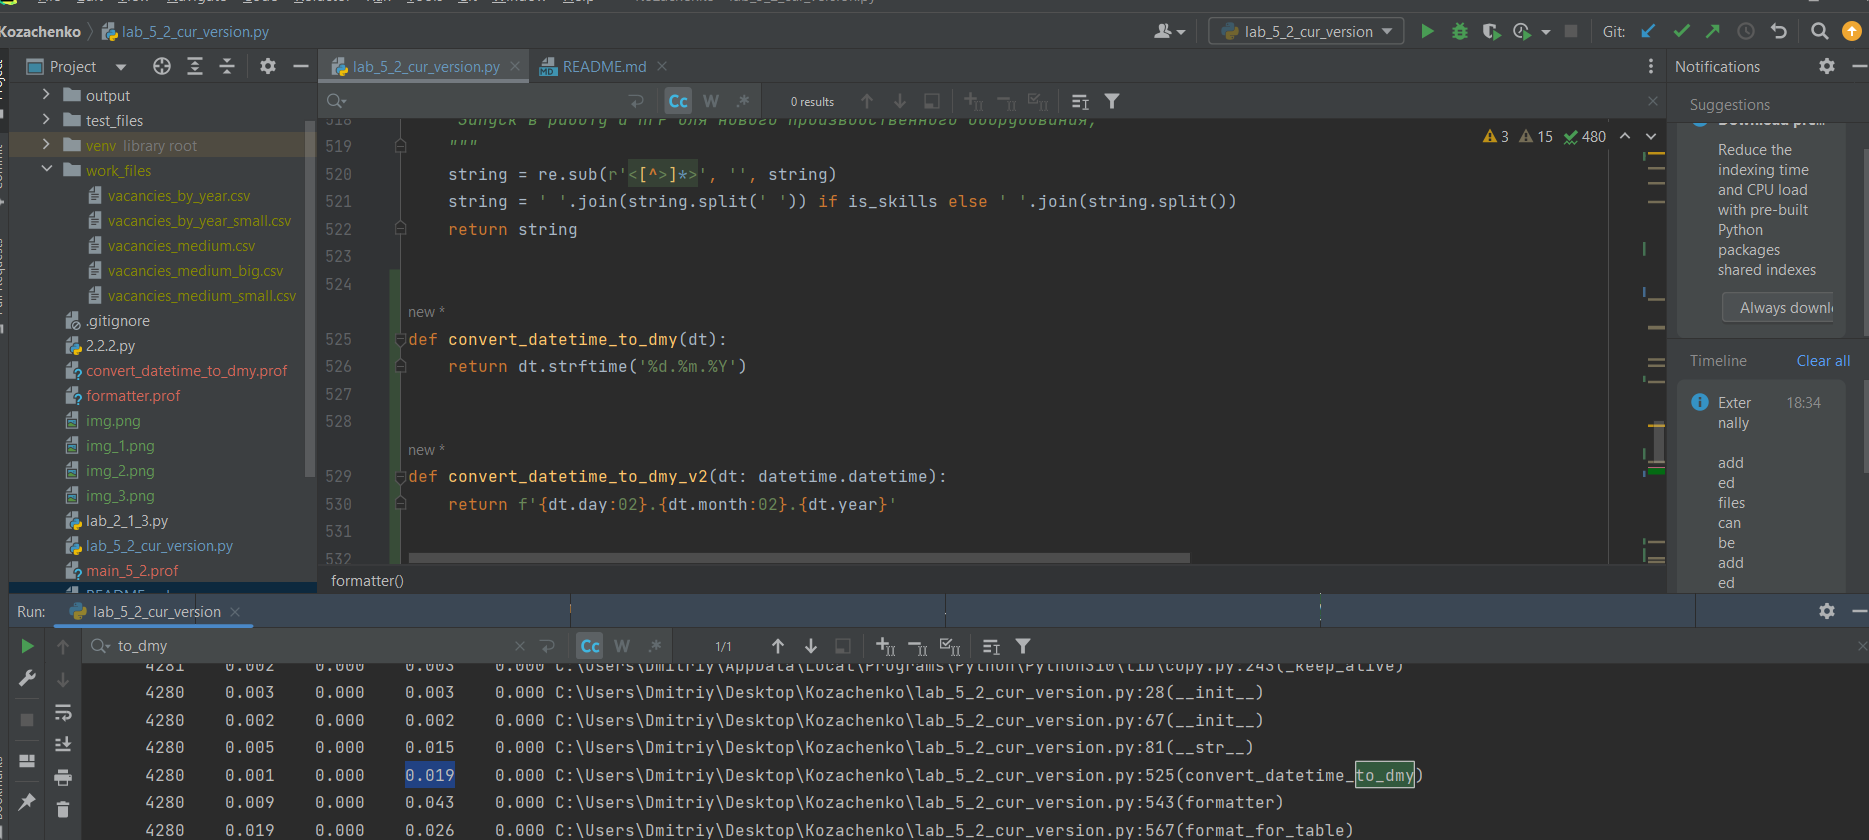 Kozachenko lab_5_2_cur_version.py
lab_5_2_cur_version
Git:
Project
lab_5_2_cur_version.py
README.md
Notifications
output
test_files
venv library root
work_files
vacancies_by_year.csv
vacancies_by_year_small.csv
vacancies_medium.csv
vacancies_medium_big.csv
vacancies_medium_small.csv
.gitignore
2.2.2.py
convert_datetime_to_dmy.prof
formatter.prof
img.png
img_1.png
img_2.png
img_3.png
lab_2_1_3.py
lab_5_2_cur_version.py
main_5_2.prof
Cc W .* 0 results
3 15 480
518 Запуск в работу и ПГР для нового производственного оборудования,
519 """
520 string = re.sub(r'<[^>]*>', '', string)
521 string = ' '.join(string.split(' ')) if is_skills else ' '.join(string.split())
522 return string
523
524
new *
525 def convert_datetime_to_dmy(dt):
526 return dt.strftime('%d.%m.%Y')
527
528
new *
529 def convert_datetime_to_dmy_v2(dt: datetime.datetime):
530 return f'{dt.day:02}.{dt.month:02}.{dt.year}'
531
532
formatter()
Suggestions
Download pre...
Reduce the
indexing time
and CPU load
with pre-built
Python
packages
shared indexes
Always downl
Timeline Clear all
Exter 18:34
nally
add
ed
files
can
be
add
ed
Run: lab_5_2_cur_version
to_dmy Cc W .* 1/1
4281 0.002 0.000 0.003 0.000 C:\Users\Dmitriy\AppData\Local\Programs\Python\Python310\lib\copy.py:243(_keep_alive)
4280 0.003 0.000 0.003 0.000 C:\Users\Dmitriy\Desktop\Kozachenko\lab_5_2_cur_version.py:28(__init__)
4280 0.002 0.000 0.002 0.000 C:\Users\Dmitriy\Desktop\Kozachenko\lab_5_2_cur_version.py:67(__init__)
4280 0.005 0.000 0.015 0.000 C:\Users\Dmitriy\Desktop\Kozachenko\lab_5_2_cur_version.py:81(__str__)
4280 0.001 0.000 0.019 0.000 C:\Users\Dmitriy\Desktop\Kozachenko\lab_5_2_cur_version.py:525(convert_datetime_to_dmy)
4280 0.009 0.000 0.043 0.000 C:\Users\Dmitriy\Desktop\Kozachenko\lab_5_2_cur_version.py:543(formatter)
4280 0.019 0.000 0.026 0.000 C:\Users\Dmitriy\Desktop\Kozachenko\lab_5_2_cur_version.py:567(format_for_table)